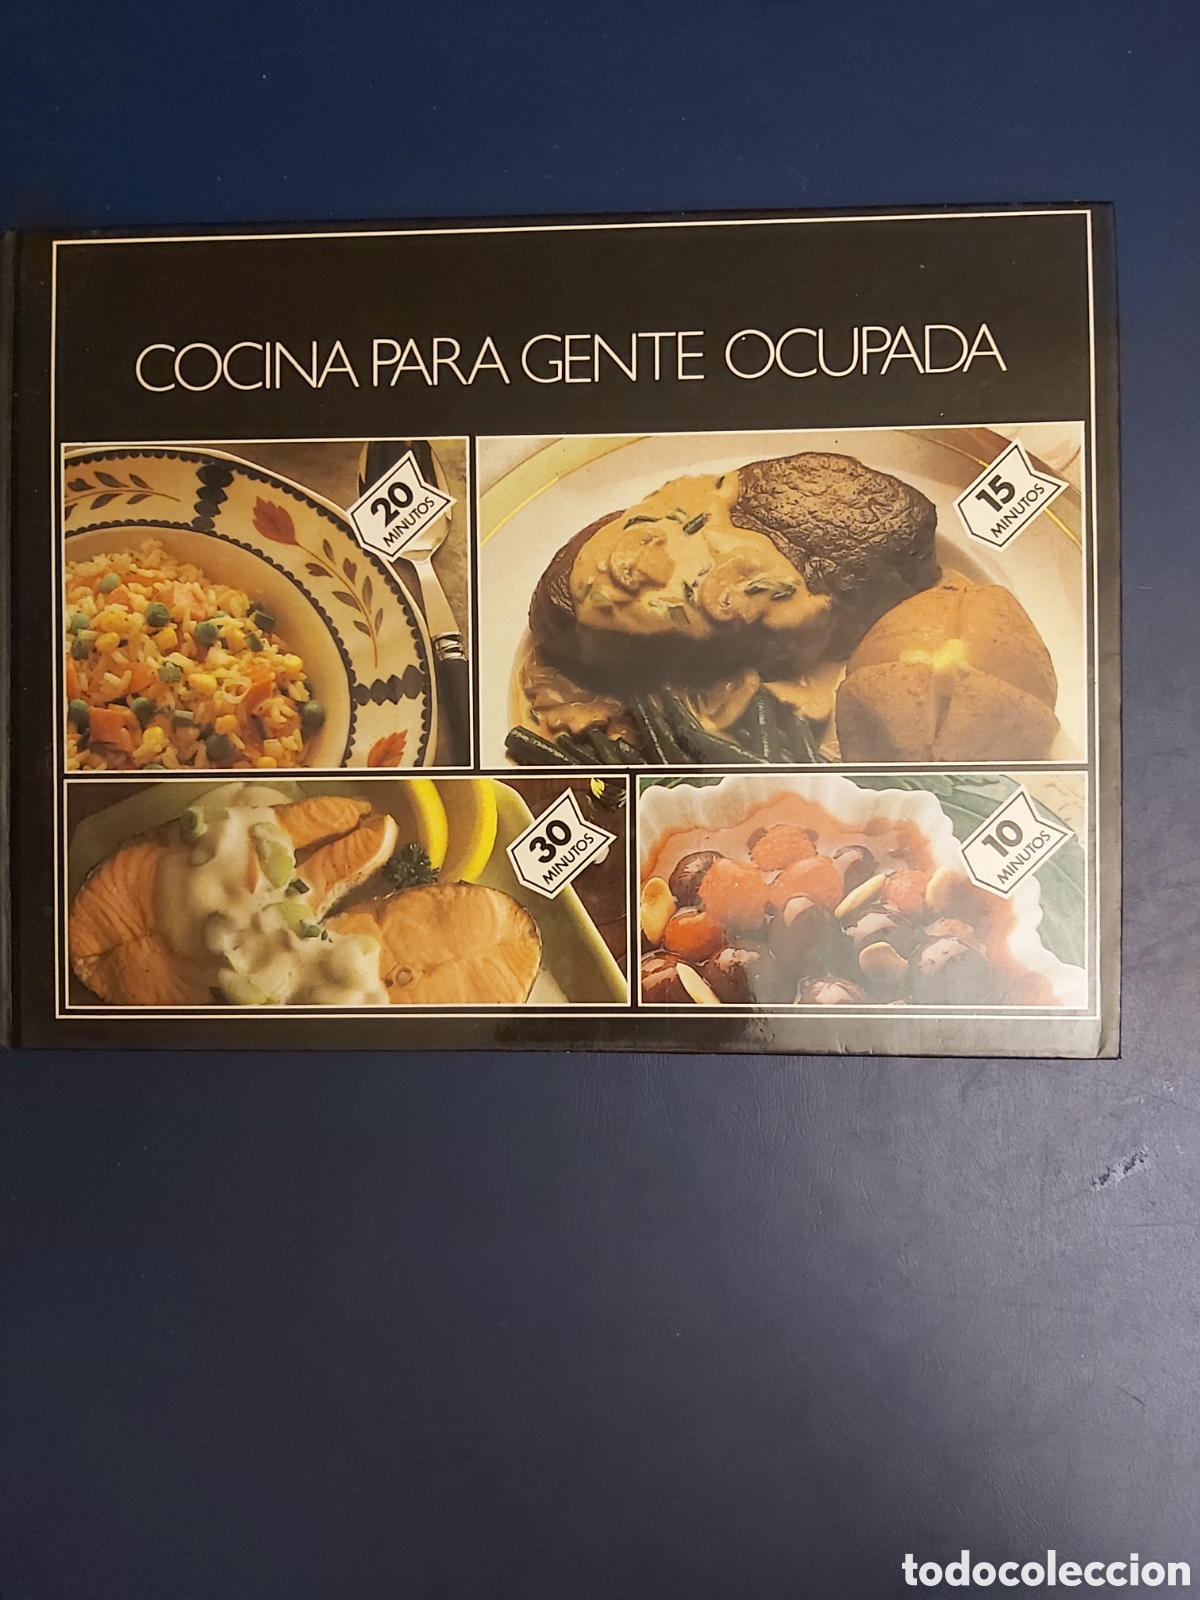 COCINA PARA GENTE OCUPADA
20
MINUTOS
15
MINUTOS
30
MINUTOS
10
MINUTOS
todocoleccion